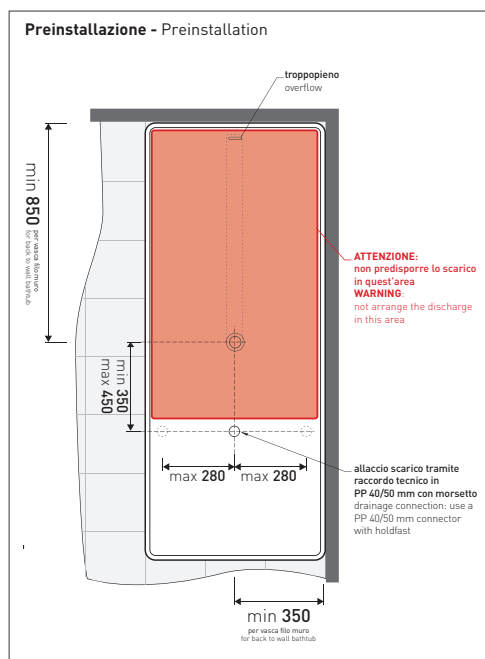 Preinstallazione - Preinstallation
troppopieno
overflow
min 850
per vasca filo muro
for back to wall bathtub
ATTENZIONE:
non predisporre lo scarico
in quest'area
WARNING:
not arrange the discharge
in this area
min 350
max 450
max 280
max 280
allaccio scarico tramite
raccordo tecnico in
PP 40/50 mm con morsetto
drainage connection: use a
PP 40/50 mm connector
with holdfast
min 350
per vasca filo muro
for back to wall bathtub